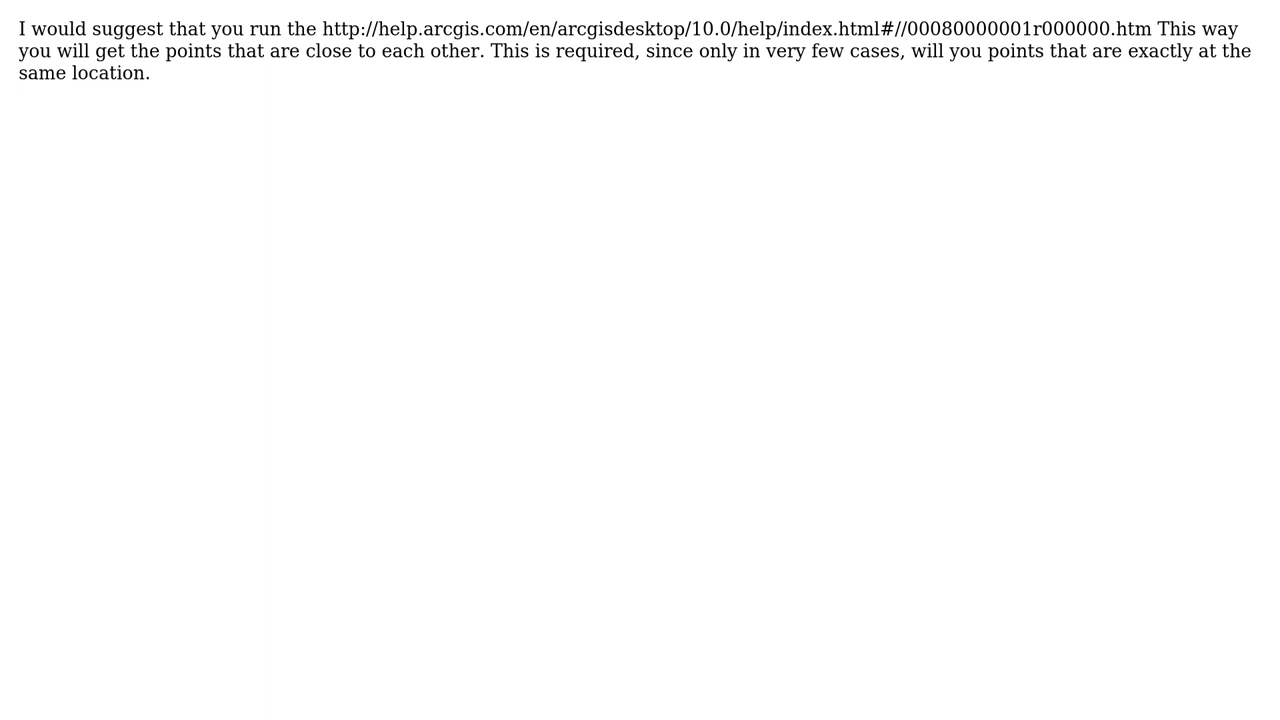 I would suggest that you run the http://help.arcgis.com/en/arcgisdesktop/10.0/help/index.html#//00080000001r000000.htm This way
you will get the points that are close to each other. This is required, since only in very few cases, will you points that are exactly at the
same location.